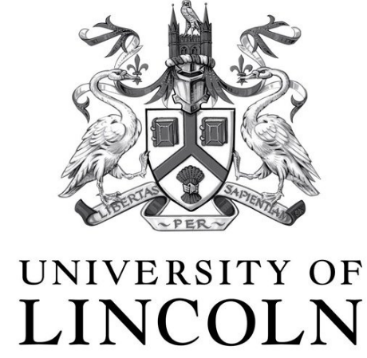 LIBERTAS
PER
SAPIENTIAM
UNIVERSITY OF
LINCOLN